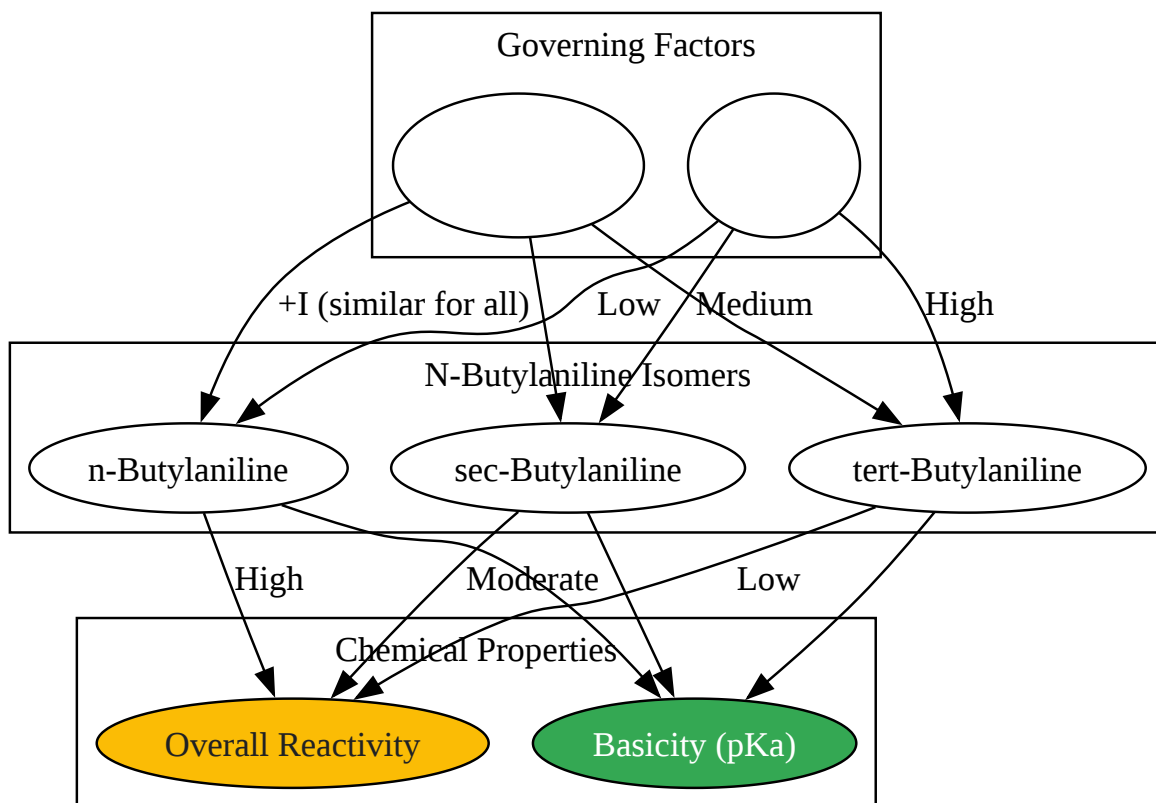 Governing Factors
+I (similar for all)
Low
Medium
High
N-Butylaniline Isomers
n-Butylaniline
sec-Butylaniline
tert-Butylaniline
High
Moderate
Low
Chemical Properties
Overall Reactivity
Basicity (pKa)